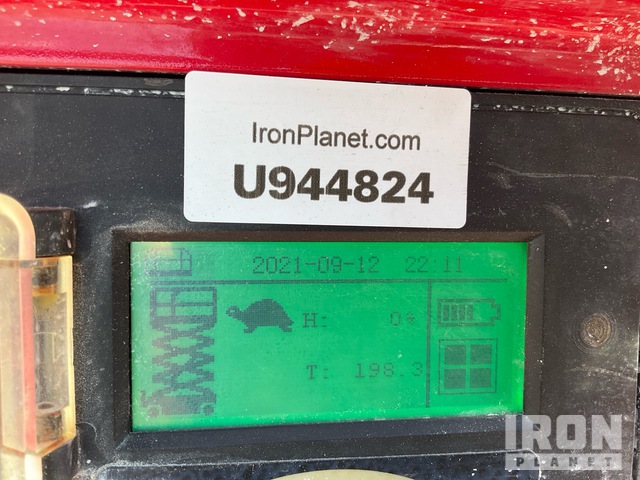 IronPlanet.com
U944824
2021-09-12 22:11
H: 0%
T: 198.3
IRON
PLANET